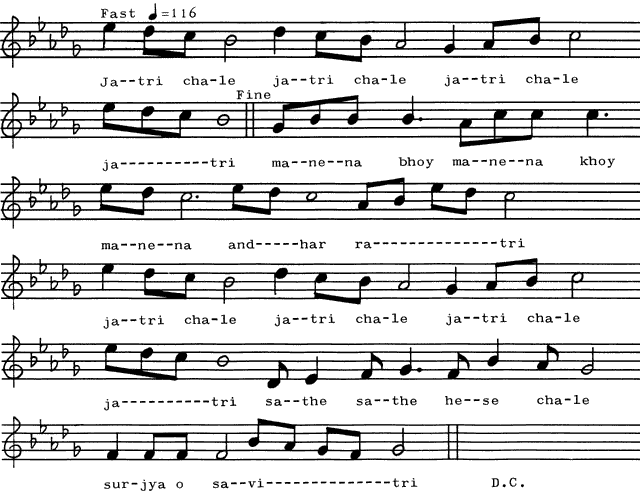 Fast ♩=116
Ja--tri cha-le ja--tri cha-le ja--tri cha-le
Fine
ja----------tri ma--ne--na bhoy ma--ne--na khoy
ma--ne--na and-----har ra---------------tri
ja--tri cha-le ja--tri cha-le ja--tri cha-le
ja----------tri sa--the sa--the he--se cha-le
sur-jya o sa--vi--------------tri D.C.